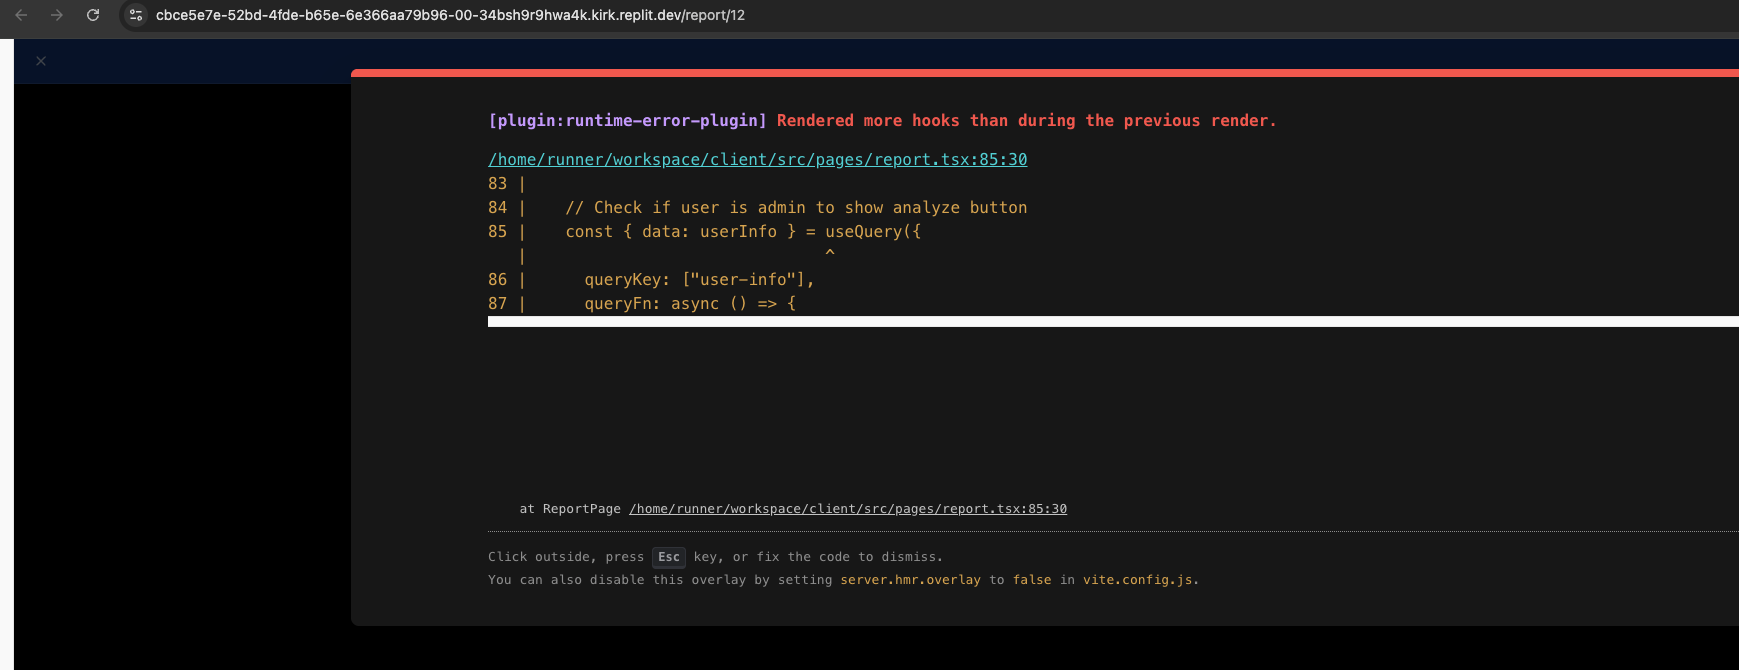 cbce5e7e-52bd-4fde-b65e-6e366aa79b96-00-34bsh9r9hwa4k.kirk.replit.dev/report/12
[plugin:runtime-error-plugin] Rendered more hooks than during the previous render.
/home/runner/workspace/client/src/pages/report.tsx:85:30
83 |
84 |    // Check if user is admin to show analyze button
85 |    const { data: userInfo } = useQuery({
   |                               ^
86 |      queryKey: ["user-info"],
87 |      queryFn: async () => {
at ReportPage /home/runner/workspace/client/src/pages/report.tsx:85:30
Click outside, press Esc key, or fix the code to dismiss.
You can also disable this overlay by setting server.hmr.overlay to false in vite.config.js.